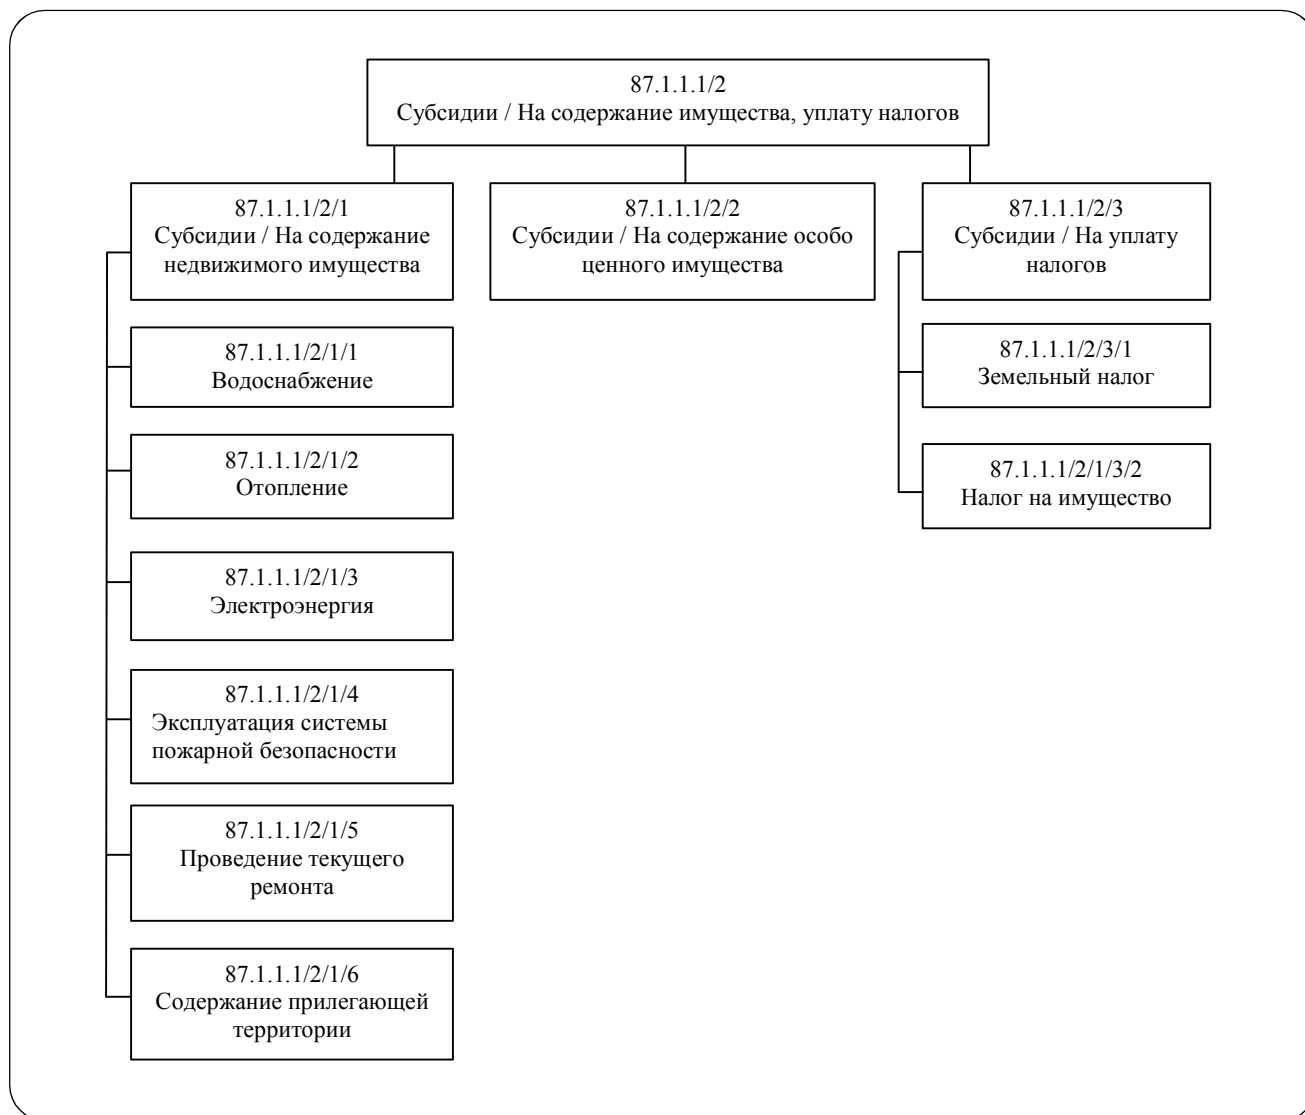 87.1.1.1/2
Субсидии / На содержание имущества, уплату налогов
87.1.1.1/2/1
Субсидии / На содержание
недвижимого имущества
87.1.1.1/2/2
Субсидии / На содержание особо
ценного имущества
87.1.1.1/2/3
Субсидии / На уплату
налогов
87.1.1.1/2/1/1
Водоснабжение
87.1.1.1/2/1/2
Отопление
87.1.1.1/2/1/3
Электроэнергия
87.1.1.1/2/1/4
Эксплуатация системы
пожарной безопасности
87.1.1.1/2/1/5
Проведение текущего
ремонта
87.1.1.1/2/1/6
Содержание прилегающей
территории
87.1.1.1/2/3/1
Земельный налог
87.1.1.1/2/1/3/2
Налог на имущество